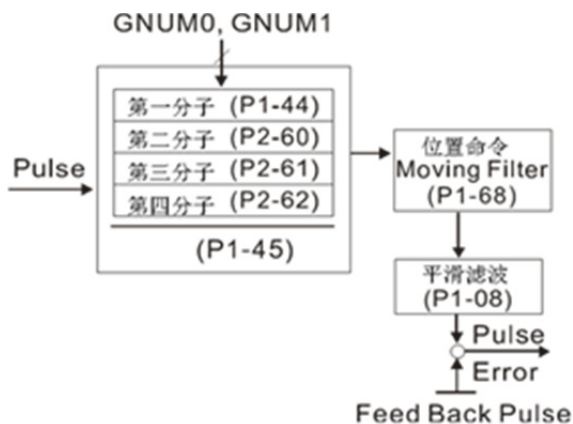 GNUM0, GNUM1
第一分子 (P1-44)
第二分子 (P2-60)
第三分子 (P2-61)
第四分子 (P2-62)
(P1-45)
Pulse
位置命令
Moving Filter
(P1-68)
平滑滤波
(P1-08)
Pulse
Error
Feed Back Pulse